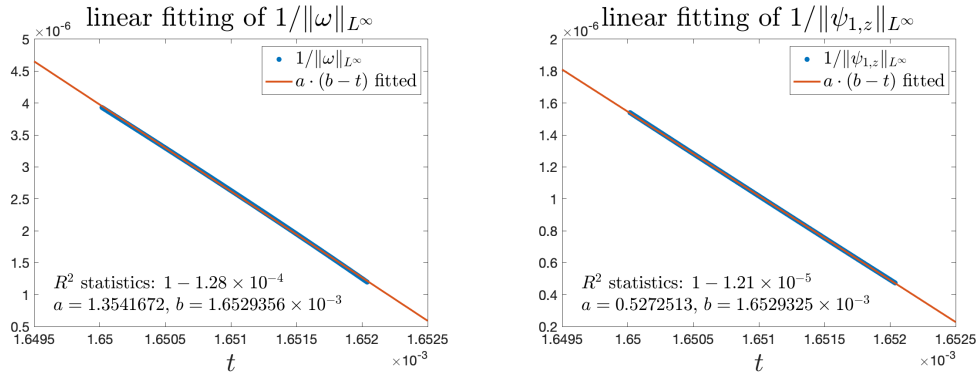 linear fitting of 1/‖ω‖_{L^∞}
×10^{-6}
5
4.5
4
3.5
3
2.5
2
1.5
1
0.5
1/‖ω‖_{L^∞}
a · (b − t) fitted
R² statistics: 1 − 1.28 × 10^{-4}
a = 1.3541672, b = 1.6529356 × 10^{-3}
1.6495 1.65 1.6505 1.651 1.6515 1.652 1.6525
×10^{-3}
t
linear fitting of 1/‖ψ_{1,z}‖_{L^∞}
×10^{-6}
2
1.8
1.6
1.4
1.2
1
0.8
0.6
0.4
0.2
1/‖ψ_{1,z}‖_{L^∞}
a · (b − t) fitted
R² statistics: 1 − 1.21 × 10^{-5}
a = 0.5272513, b = 1.6529325 × 10^{-3}
1.6495 1.65 1.6505 1.651 1.6515 1.652 1.6525
×10^{-3}
t